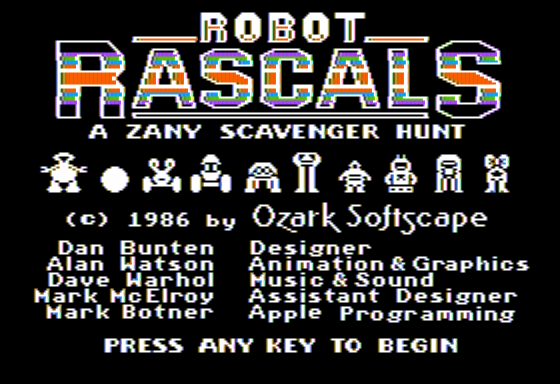 ROBOT
RASCALS
A ZANY SCAVENGER HUNT
(c) 1986 by Ozark Softscape
Dan Bunten Designer
Alan Watson Animation & Graphics
Dave Warhol Music & Sound
Mark McElroy Assistant Designer
Mark Botner Apple Programming
PRESS ANY KEY TO BEGIN